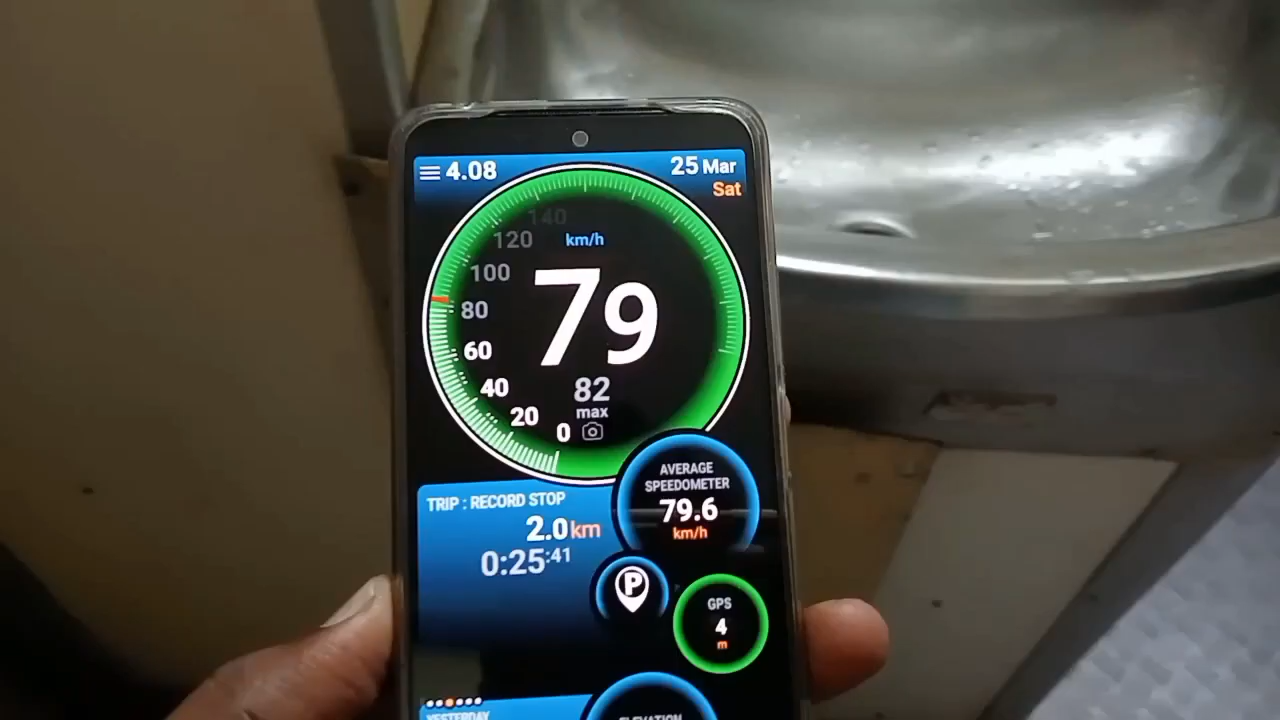 4.08
25 Mar
Sat
140
120
km/h
100
79
80
60
40
82
max
20
0
AVERAGE
SPEEDOMETER
79.6
km/h
TRIP : RECORD STOP
2.0km
0:25:41
P
GPS
4
m
YESTERDAY
ELEVATION